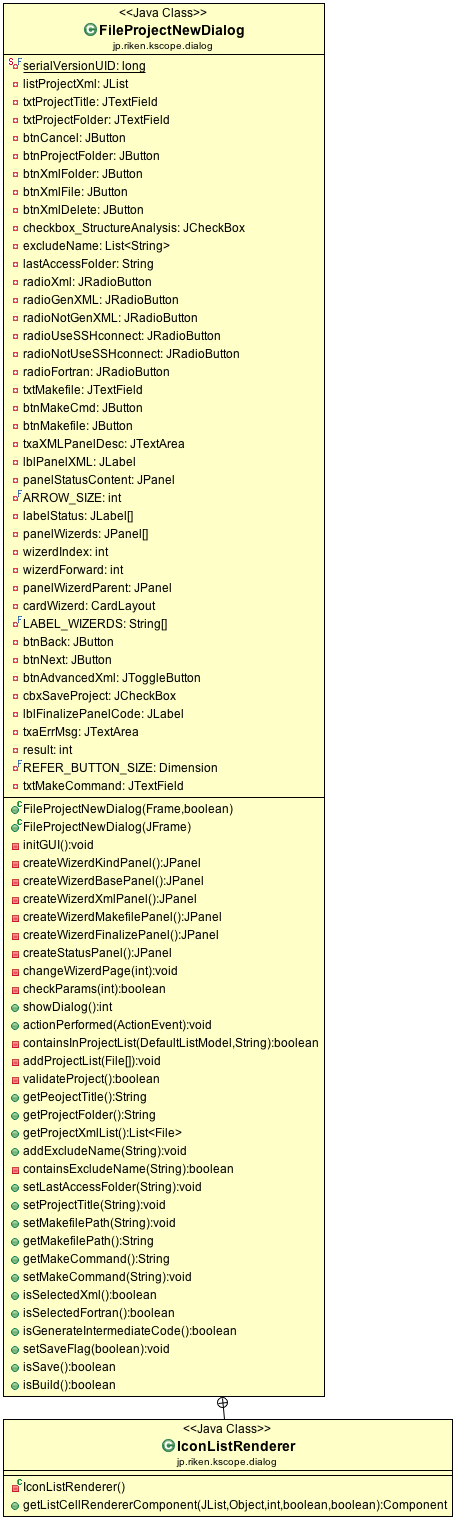 <<Java Class>>
FileProjectNewDialog
jp.riken.kscope.dialog
serialVersionUID: long
listProjectXml: JList
txtProjectTitle: JTextField
txtProjectFolder: JTextField
btnCancel: JButton
btnProjectFolder: JButton
btnXmlFolder: JButton
btnXmlFile: JButton
btnXmlDelete: JButton
checkbox_StructureAnalysis: JCheckBox
excludeName: List<String>
lastAccessFolder: String
radioXml: JRadioButton
radioGenXML: JRadioButton
radioNotGenXML: JRadioButton
radioUseSSHconnect: JRadioButton
radioNotUseSSHconnect: JRadioButton
radioFortran: JRadioButton
txtMakefile: JTextField
btnMakeCmd: JButton
btnMakefile: JButton
txaXMLPanelDesc: JTextArea
lblPanelXML: JLabel
panelStatusContent: JPanel
ARROW_SIZE: int
labelStatus: JLabel[]
panelWizerds: JPanel[]
wizerdIndex: int
wizerdForward: int
panelWizerdParent: JPanel
cardWizerd: CardLayout
LABEL_WIZERDS: String[]
btnBack: JButton
btnNext: JButton
btnAdvancedXml: JToggleButton
cbxSaveProject: JCheckBox
lblFinalizePanelCode: JLabel
txaErrMsg: JTextArea
result: int
REFER_BUTTON_SIZE: Dimension
txtMakeCommand: JTextField
FileProjectNewDialog(Frame,boolean)
FileProjectNewDialog(JFrame)
initGUI():void
createWizerdKindPanel():JPanel
createWizerdBasePanel():JPanel
createWizerdXmlPanel():JPanel
createWizerdMakefilePanel():JPanel
createWizerdFinalizePanel():JPanel
createStatusPanel():JPanel
changeWizerdPage(int):void
checkParams(int):boolean
showDialog():int
actionPerformed(ActionEvent):void
containsInProjectList(DefaultListModel,String):boolean
addProjectList(File[]):void
validateProject():boolean
getPeojectTitle():String
getProjectFolder():String
getProjectXmlList():List<File>
addExcludeName(String):void
containsExcludeName(String):boolean
setLastAccessFolder(String):void
setProjectTitle(String):void
setMakefilePath(String):void
getMakefilePath():String
getMakeCommand():String
setMakeCommand(String):void
isSelectedXml():boolean
isSelectedFortran():boolean
isGenerateIntermediateCode():boolean
setSaveFlag(boolean):void
isSave():boolean
isBuild():boolean
<<Java Class>>
IconListRenderer
jp.riken.kscope.dialog
IconListRenderer()
getListCellRendererComponent(JList,Object,int,boolean,boolean):Component